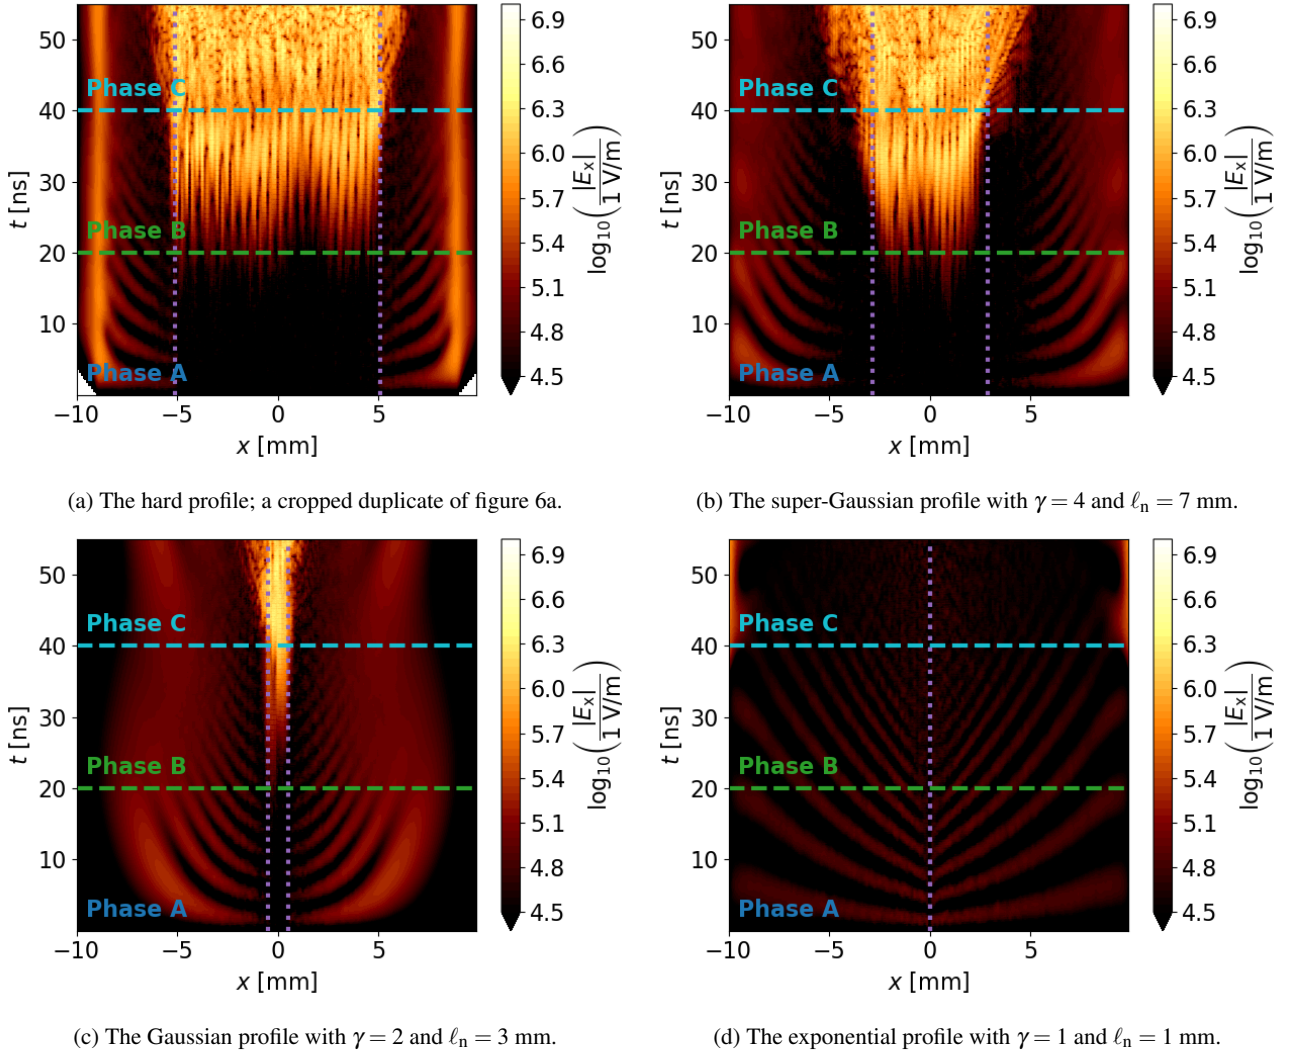 50
40
30
20
10
t [ns]
Phase C
Phase B
Phase A
−10
−5
0
5
x [mm]
6.9
6.6
6.3
6.0
5.7
5.4
5.1
4.8
4.5
log10(|Ex| / 1 V/m)
50
40
30
20
10
t [ns]
Phase C
Phase B
Phase A
−10
−5
0
5
x [mm]
6.9
6.6
6.3
6.0
5.7
5.4
5.1
4.8
4.5
log10(|Ex| / 1 V/m)
(a) The hard profile; a cropped duplicate of figure 6a.
(b) The super-Gaussian profile with γ = 4 and ℓn = 7 mm.
50
40
30
20
10
t [ns]
Phase C
Phase B
Phase A
−10
−5
0
5
x [mm]
6.9
6.6
6.3
6.0
5.7
5.4
5.1
4.8
4.5
log10(|Ex| / 1 V/m)
50
40
30
20
10
t [ns]
Phase C
Phase B
Phase A
−10
−5
0
5
x [mm]
6.9
6.6
6.3
6.0
5.7
5.4
5.1
4.8
4.5
log10(|Ex| / 1 V/m)
(c) The Gaussian profile with γ = 2 and ℓn = 3 mm.
(d) The exponential profile with γ = 1 and ℓn = 1 mm.